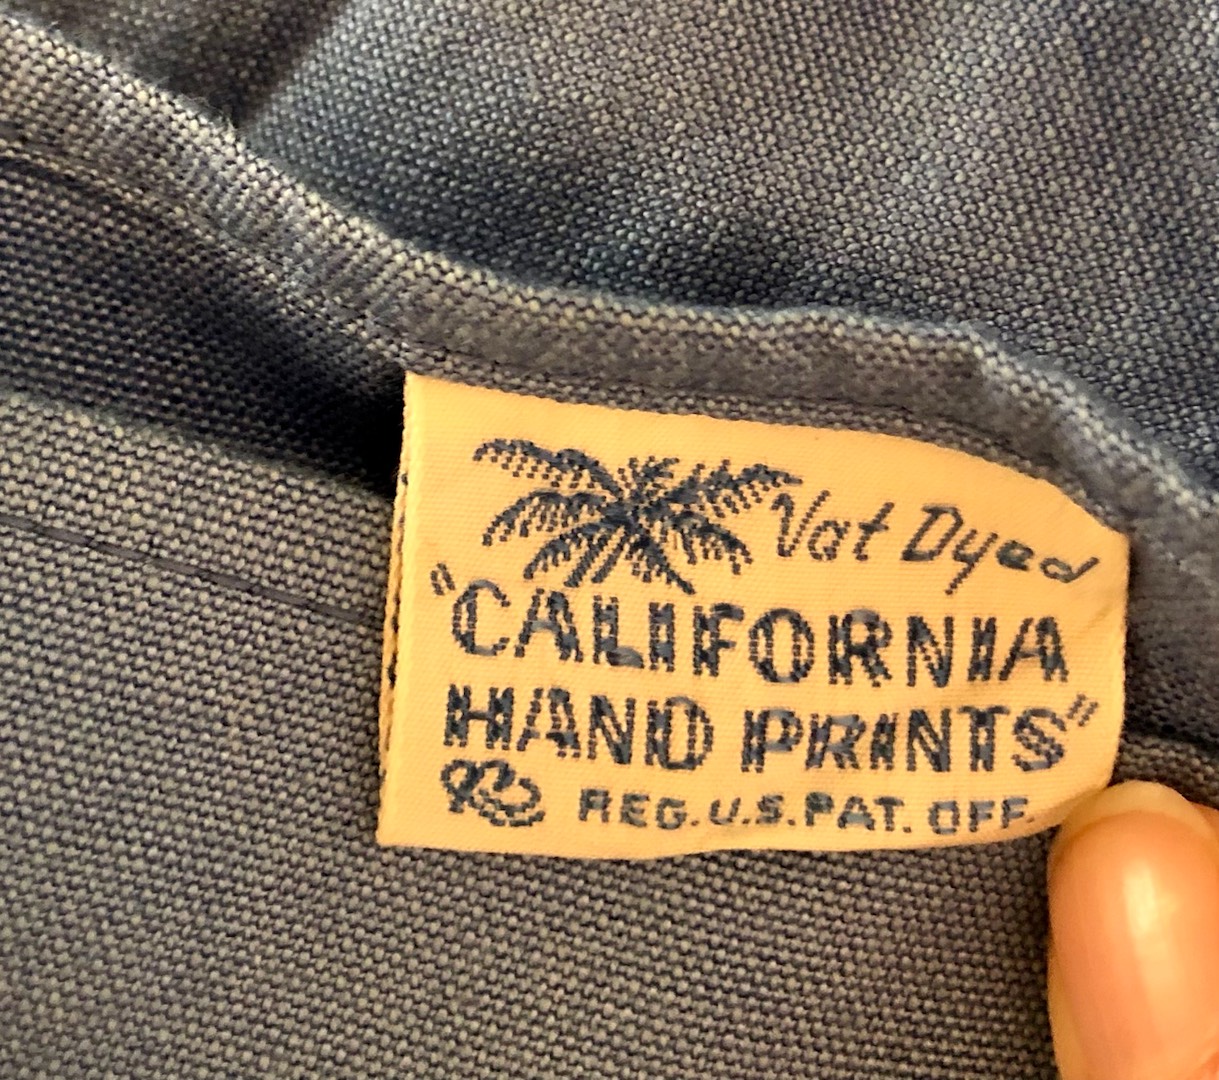 Vat Dyed
"CALIFORNIA
HAND PRINTS"
REG. U.S. PAT. OFF.